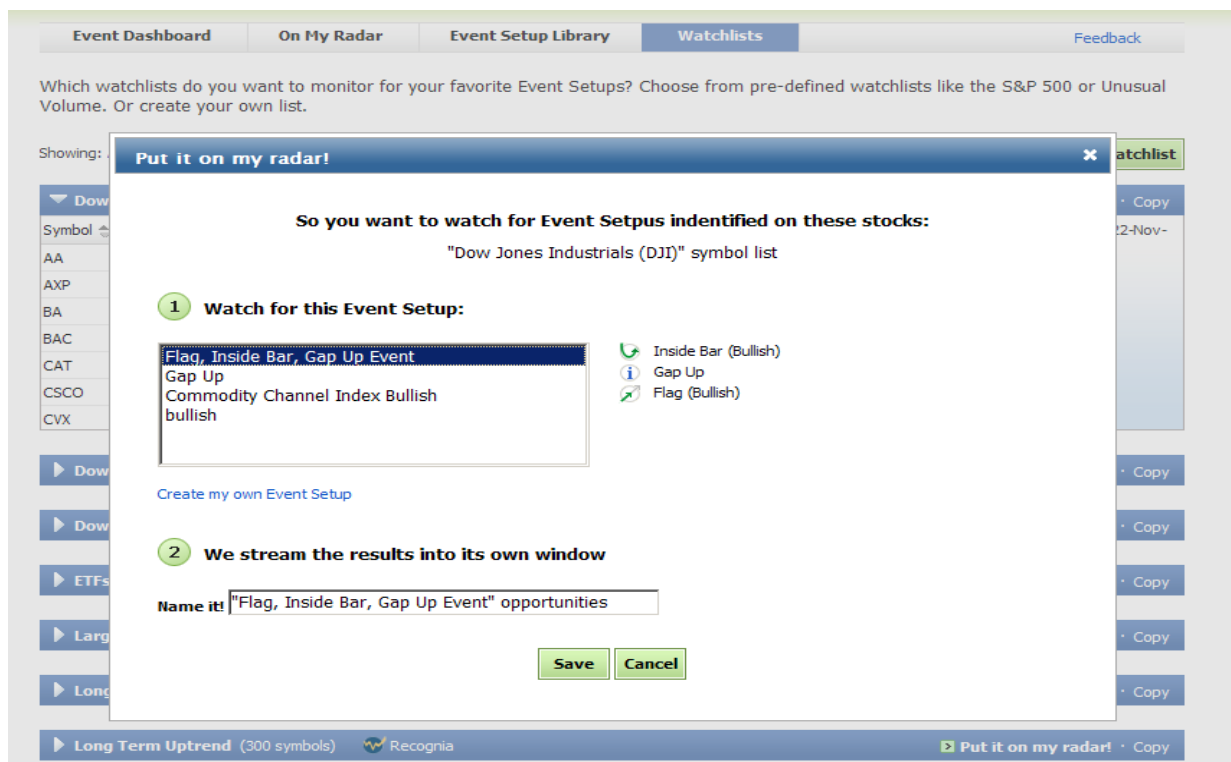 Event Dashboard On My Radar Event Setup Library Watchlists Feedback
Which watchlists do you want to monitor for your favorite Event Setups? Choose from pre-defined watchlists like the S&P 500 or Unusual
Volume. Or create your own list.
Showing:
Put it on my radar!
atchlist
Dow
· Copy
So you want to watch for Event Setpus indentified on these stocks:
Symbol
22-Nov-
"Dow Jones Industrials (DJI)" symbol list
AA
AXP
BA
BAC
CAT
CSCO
CVX
1 Watch for this Event Setup:
Flag, Inside Bar, Gap Up Event
Gap Up
Commodity Channel Index Bullish
bullish
Inside Bar (Bullish)
Gap Up
Flag (Bullish)
Create my own Event Setup
Dow · Copy
Dow · Copy
2 We stream the results into its own window
ETFs · Copy
Name it! "Flag, Inside Bar, Gap Up Event" opportunities
Larg · Copy
Save Cancel
Long · Copy
Long Term Uptrend (300 symbols) Recognia Put it on my radar! · Copy